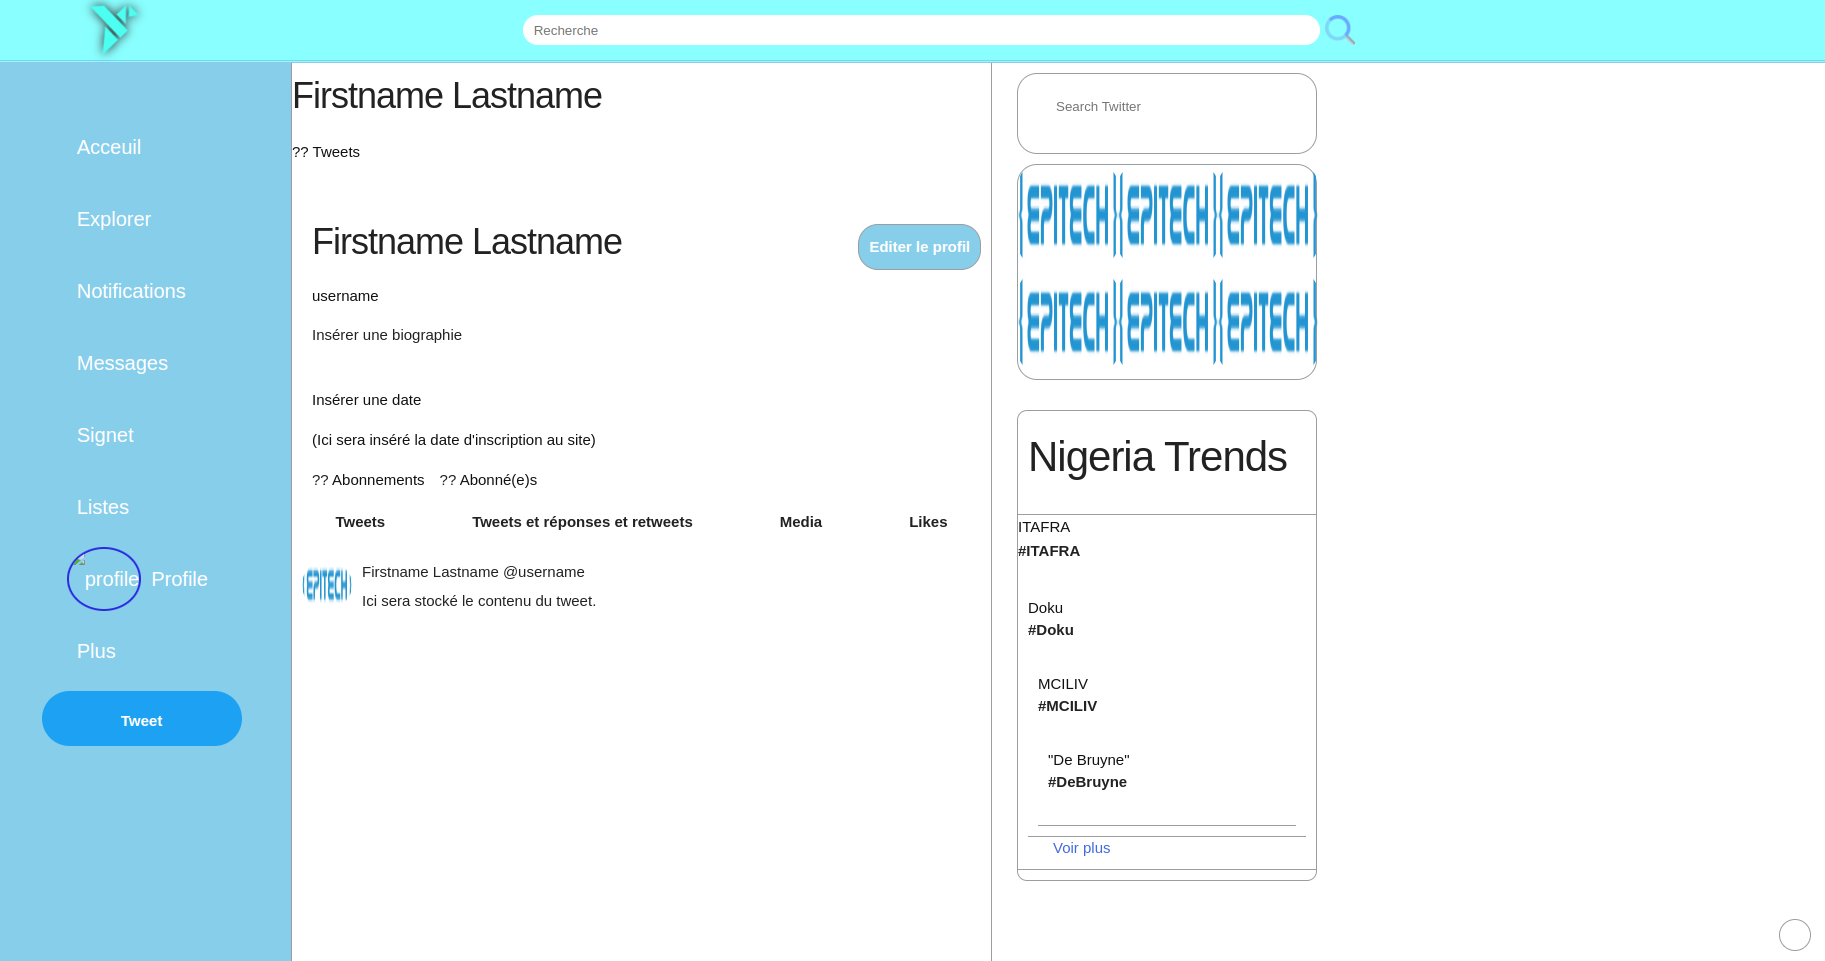 Recherche
Acceuil
Explorer
Notifications
Messages
Signet
Listes
profile Profile
Plus
Tweet
Firstname Lastname
?? Tweets
Firstname Lastname
Editer le profil
username
Insérer une biographie
Insérer une date
(Ici sera inséré la date d'inscription au site)
?? Abonnements ?? Abonné(e)s
Tweets Tweets et réponses et retweets Media Likes
{EPITECH}
Firstname Lastname @username
Ici sera stocké le contenu du tweet.
Search Twitter
{EPITECH}{EPITECH}{EPITECH}
{EPITECH}{EPITECH}{EPITECH}
Nigeria Trends
ITAFRA
#ITAFRA
Doku
#Doku
MCILIV
#MCILIV
"De Bruyne"
#DeBruyne
Voir plus